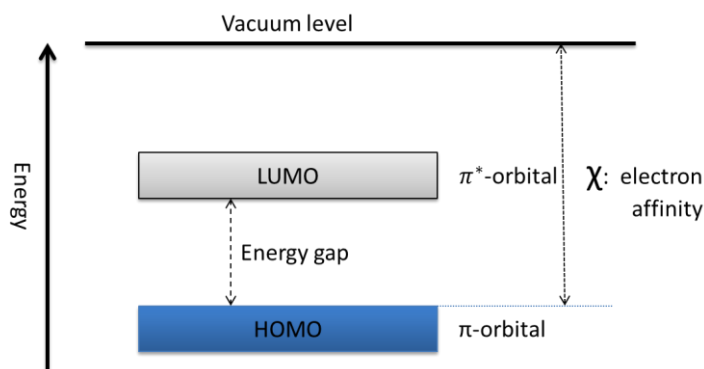 Vacuum level
Energy
LUMO
π*-orbital
χ: electron
affinity
Energy gap
HOMO
π-orbital